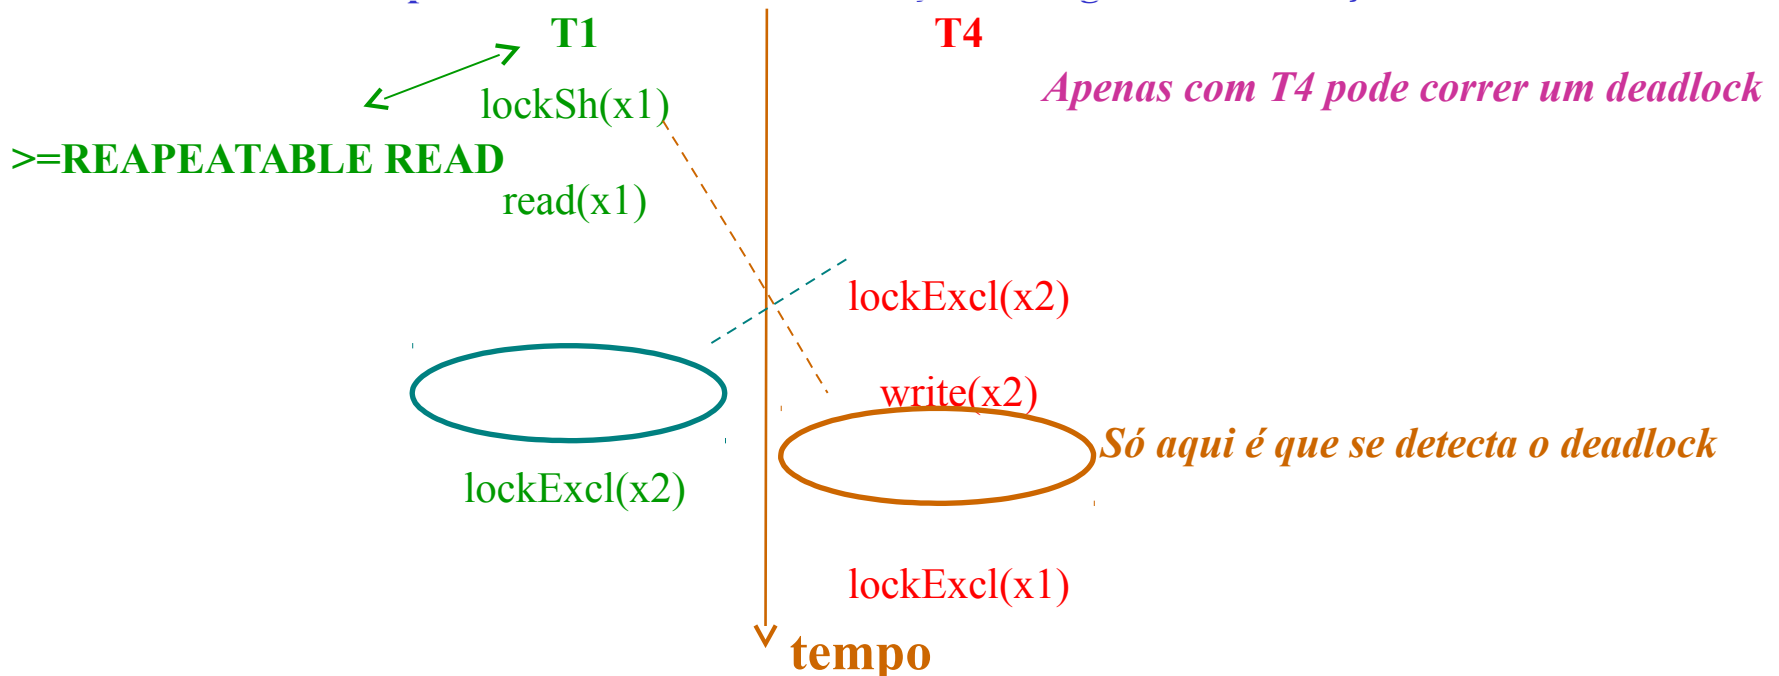 T1
T4
Apenas com T4 pode correr um deadlock
lockSh(x1)
>=REAPEATABLE READ
read(x1)
lockExcl(x2)
write(x2)
Só aqui é que se detecta o deadlock
lockExcl(x2)
lockExcl(x1)
tempo